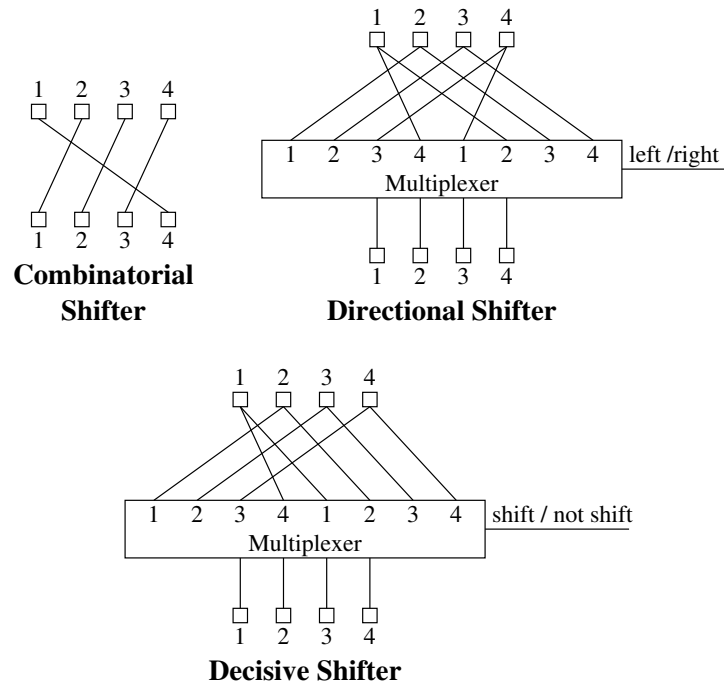 1 2 3 4
1 2 3 4
Combinatorial
Shifter
1 2 3 4
1 2 3 4 1 2 3 4
Multiplexer
left /right
1 2 3 4
Directional Shifter
1 2 3 4
1 2 3 4 1 2 3 4
Multiplexer
shift / not shift
1 2 3 4
Decisive Shifter